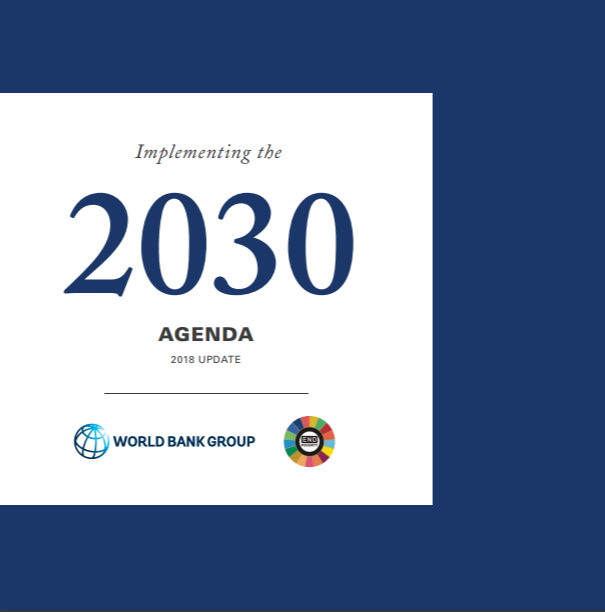 Implementing the
2030
AGENDA
2018 UPDATE
WORLD BANK GROUP
END